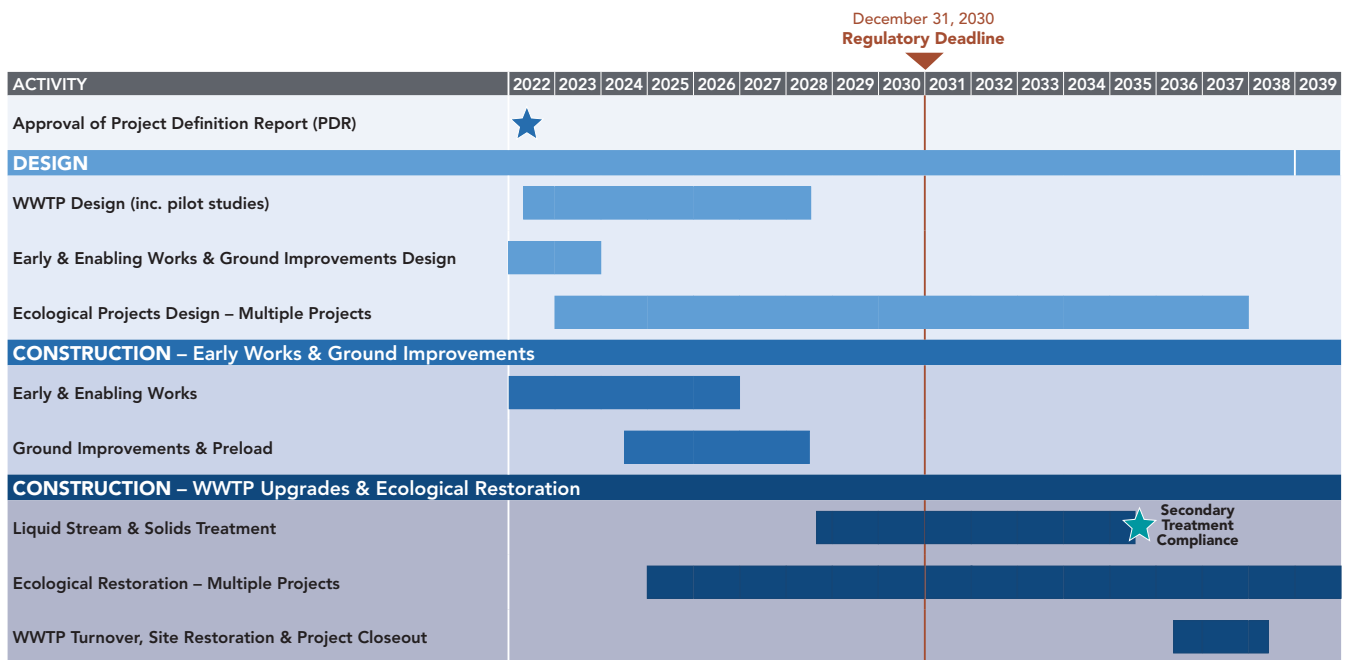 December 31, 2030
Regulatory Deadline
ACTIVITY 2022 2023 2024 2025 2026 2027 2028 2029 2030 2031 2032 2033 2034 2035 2036 2037 2038 2039
Approval of Project Definition Report (PDR)
DESIGN
WWTP Design (inc. pilot studies)
Early & Enabling Works & Ground Improvements Design
Ecological Projects Design – Multiple Projects
CONSTRUCTION – Early Works & Ground Improvements
Early & Enabling Works
Ground Improvements & Preload
CONSTRUCTION – WWTP Upgrades & Ecological Restoration
Liquid Stream & Solids Treatment
Secondary
Treatment
Compliance
Ecological Restoration – Multiple Projects
WWTP Turnover, Site Restoration & Project Closeout